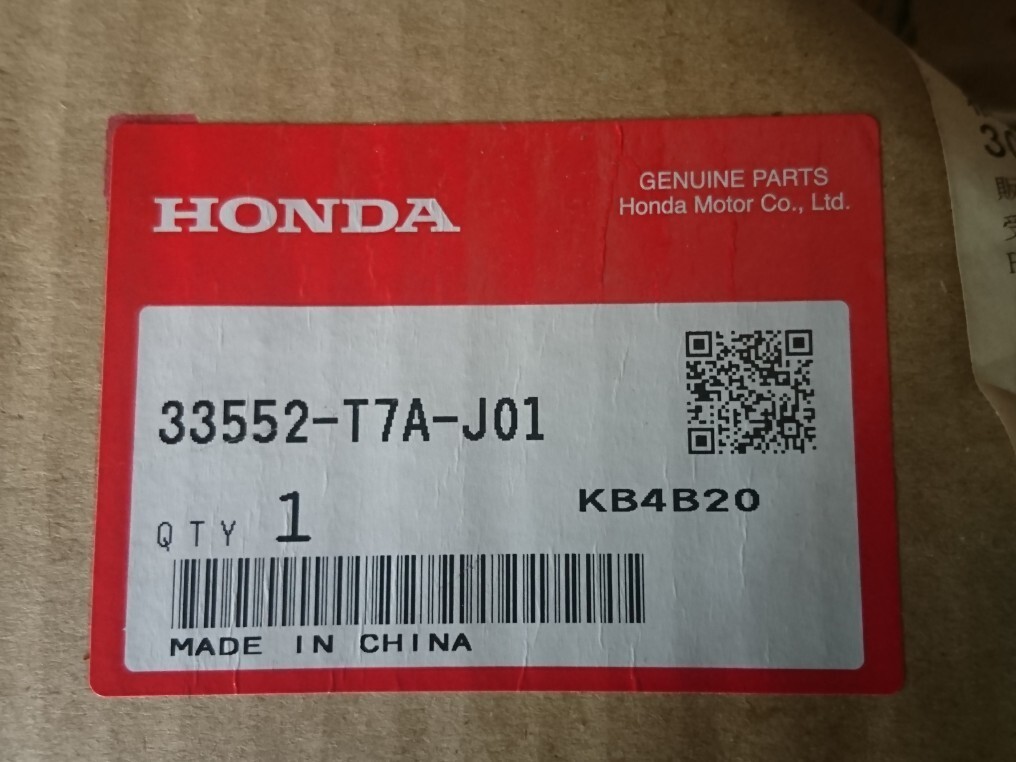 HONDA
GENUINE PARTS
Honda Motor Co., Ltd.
33552-T7A-J01
KB4B20
QTY 1
MADE IN CHINA